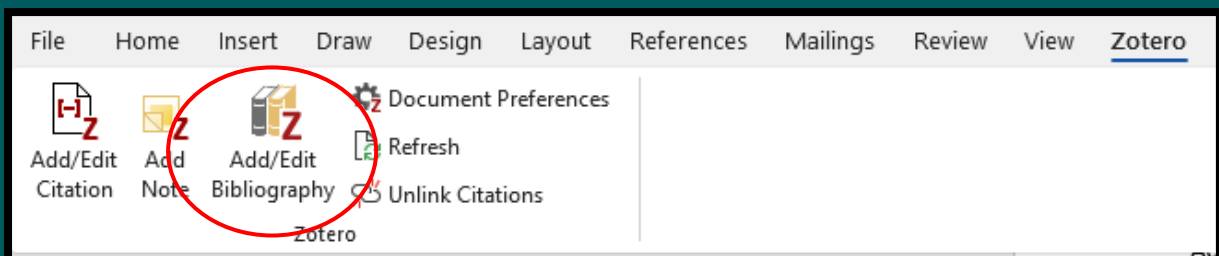 File Home Insert Draw Design Layout References Mailings Review View Zotero
Add/Edit Citation
Add Note
Add/Edit Bibliography
Document Preferences
Refresh
Unlink Citations
Zotero